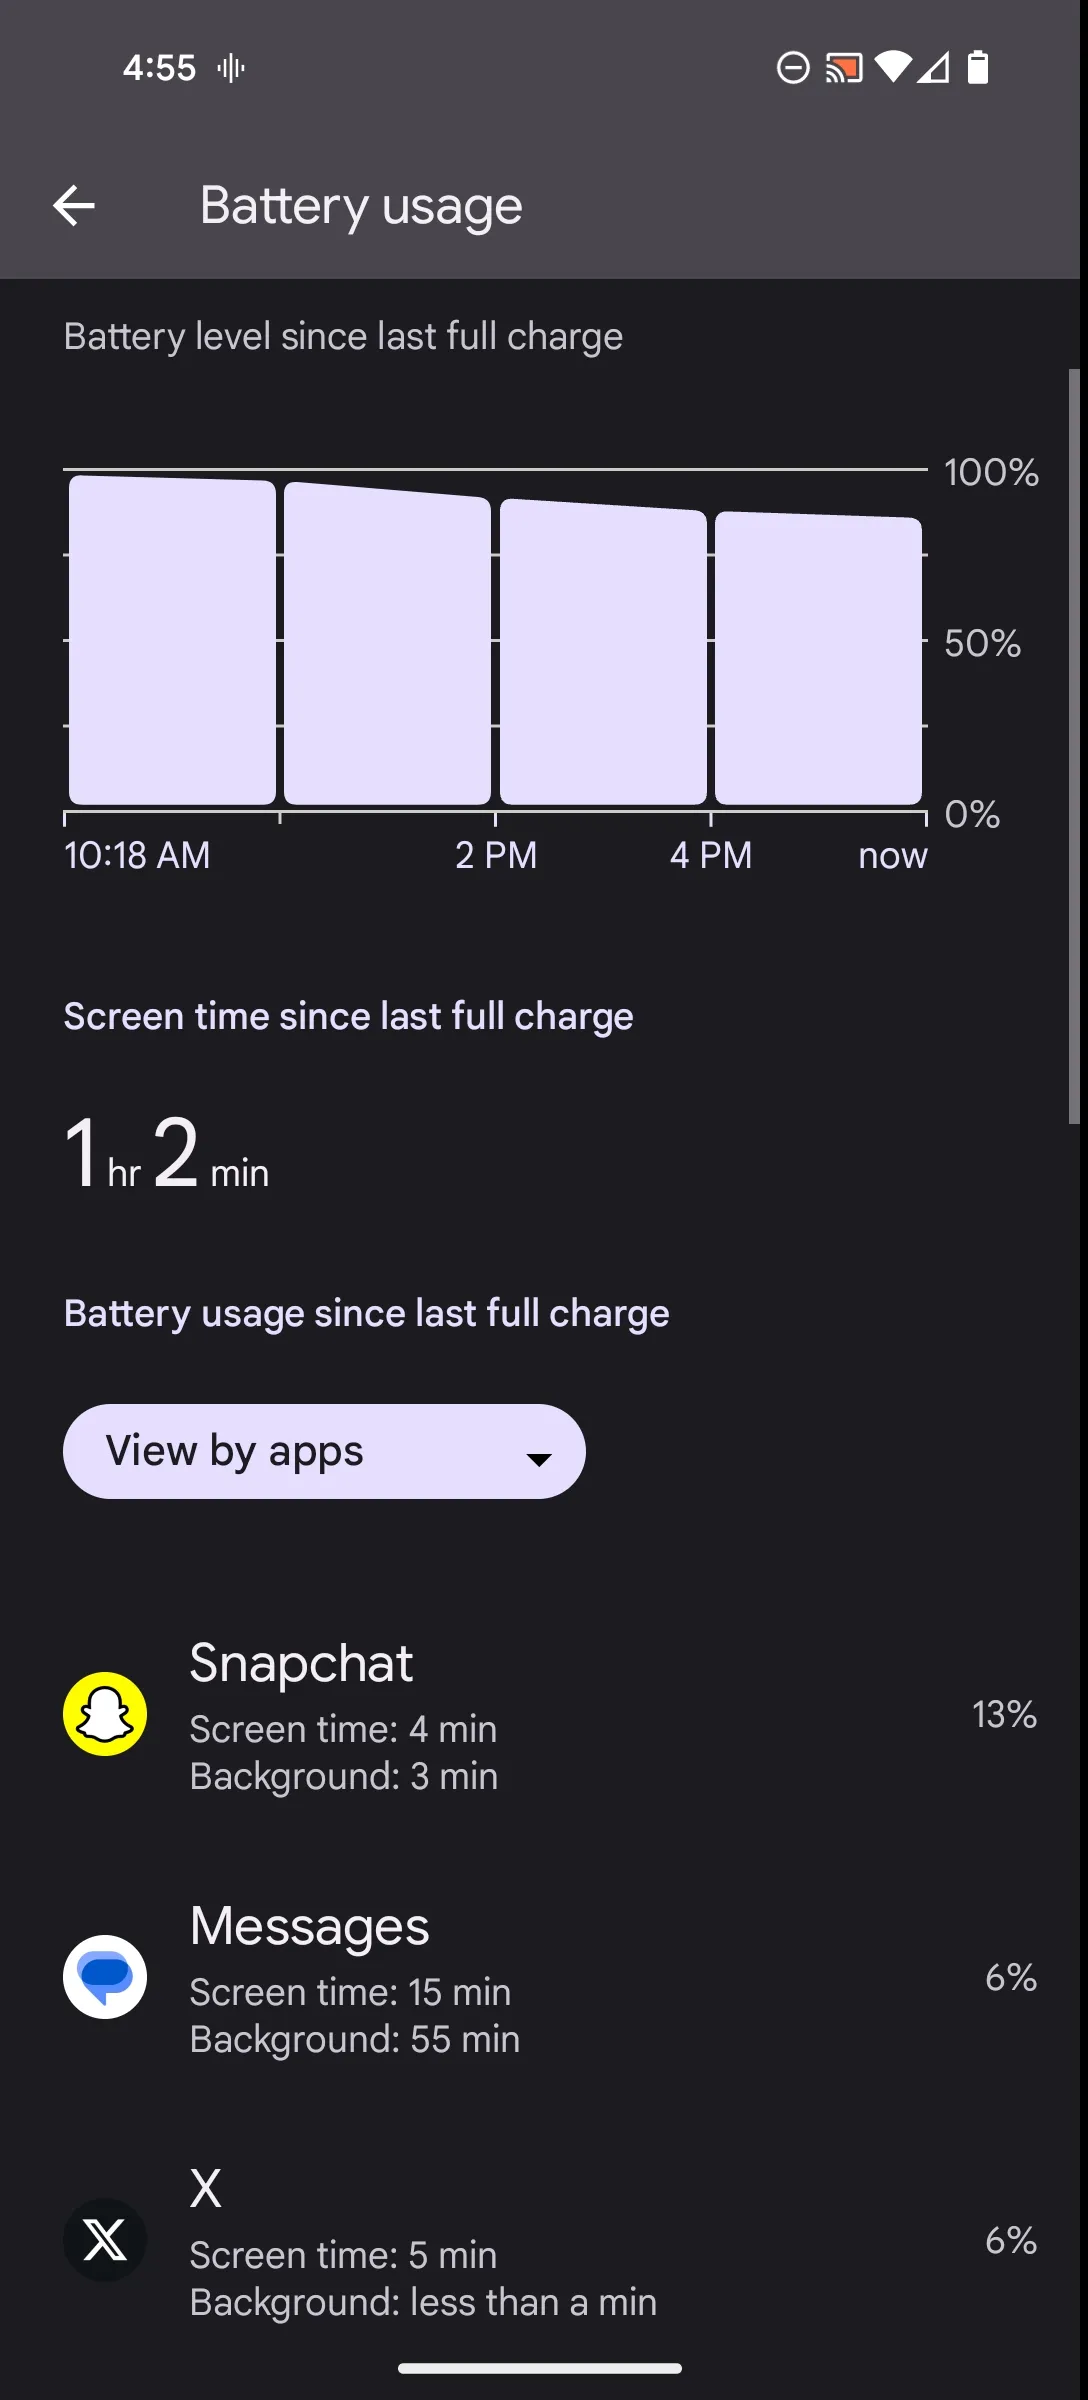 4:55
Battery usage
Battery level since last full charge
100%
50%
0%
10:18 AM 2 PM 4 PM now
Screen time since last full charge
1 hr 2 min
Battery usage since last full charge
View by apps
Snapchat
Screen time: 4 min
Background: 3 min
13%
Messages
Screen time: 15 min
Background: 55 min
6%
X
Screen time: 5 min
Background: less than a min
6%